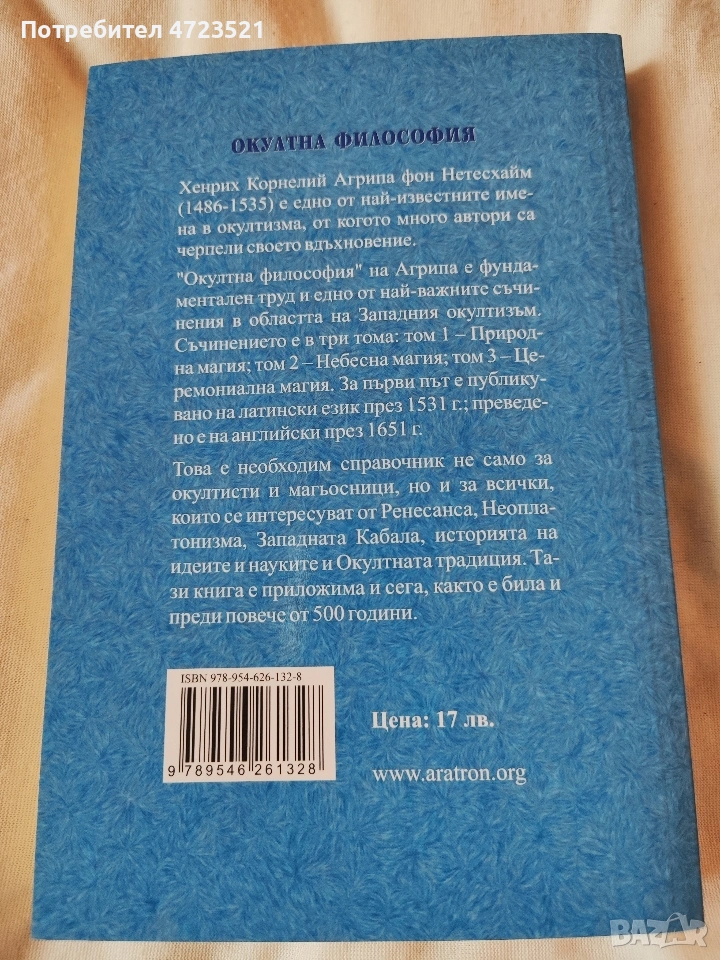 Потребител 4723521
ОКУЛТНА ФИЛОСОФИЯ
Хенрих Корнелий Агрипа фон Нетесхайм
(1486-1535) е едно от най-известните име-
на в окултизма, от когото много автори са
черпели своето вдъхновение.
"Окултна философия" на Агрипа е фунда-
ментален труд и едно от най-важните съчи-
нения в областта на Западния окултизъм.
Съчинението е в три тома: том 1 – Природ-
на магия; том 2 – Небесна магия; том 3 – Це-
ремониална магия. За първи път е публику-
вано на латински език през 1531 г.; преведе-
но е на английски през 1651 г.
Това е необходим справочник не само за
окултисти и магьосници, но и за всички,
които се интересуват от Ренесанса, Неопла-
тонизма, Западната Кабала, историята на
идеите и науките и Окултната традиция. Та-
зи книга е приложима и сега, както е била и
преди повече от 500 години.
ISBN 978-954-626-132-8
9 789546 261328
Цена: 17 лв.
www.aratron.org
BAZAR